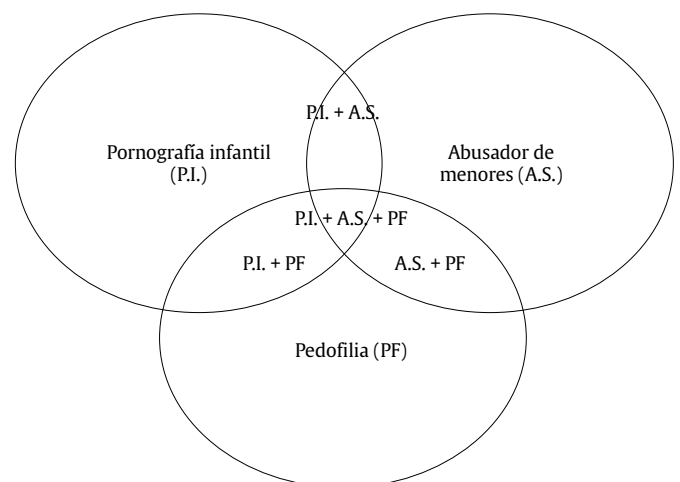 P.I. + A.S.
Pornografía infantil
(P.I.)
Abusador de
menores (A.S.)
P.I. + A.S. + PF
P.I. + PF
A.S. + PF
Pedofilia (PF)